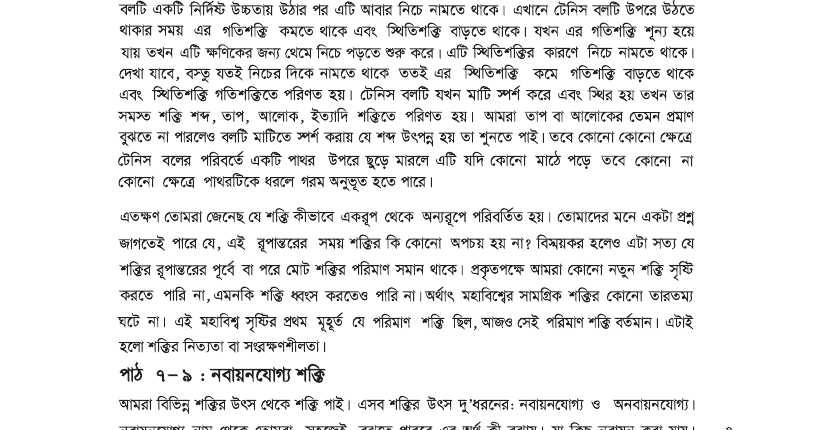 বলটি একটি নির্দিষ্ট উচ্চতায় উঠার পর এটি আবার নিচে নামতে থাকে। এখানে টেনিস বলটি উপরে উঠতে
থাকার সময় এর গতিশক্তি কমতে থাকে এবং স্থিতিশক্তি বাড়তে থাকে। যখন এর গতিশক্তি শূন্য হয়ে
যায় তখন এটি ক্ষণিকের জন্য থেমে নিচে পড়তে শুরু করে। এটি স্থিতিশক্তির কারণে নিচে নামতে থাকে।
দেখা যাবে, বস্তু যতই নিচের দিকে নামতে থাকে ততই এর স্থিতিশক্তি কমে গতিশক্তি বাড়তে থাকে
এবং স্থিতিশক্তি গতিশক্তিতে পরিণত হয়। টেনিস বলটি যখন মাটি স্পর্শ করে এবং স্থির হয় তখন তার
সমস্ত শক্তি শব্দ, তাপ, আলোক, ইত্যাদি শক্তিতে পরিণত হয়। আমরা তাপ বা আলোকের তেমন প্রমাণ
বুঝতে না পারলেও বলটি মাটিতে স্পর্শ করায় যে শব্দ উৎপন্ন হয় তা শুনতে পাই। তবে কোনো কোনো ক্ষেত্রে
টেনিস বলের পরিবর্তে একটি পাথর উপরে ছুড়ে মারলে এটি যদি কোনো মাঠে পড়ে তবে কোনো না
কোনো ক্ষেত্রে পাথরটিকে ধরলে গরম অনুভূত হতে পারে।
এতক্ষণ তোমরা জেনেছ যে শক্তি কীভাবে একরূপ থেকে অন্যরূপে পরিবর্তিত হয়। তোমাদের মনে একটা প্রশ্ন
জাগতেই পারে যে, এই রূপান্তরের সময় শক্তির কি কোনো অপচয় হয় না? বিস্ময়কর হলেও এটা সত্য যে
শক্তির রূপান্তরের পূর্বে বা পরে মোট শক্তির পরিমাণ সমান থাকে। প্রকৃতপক্ষে আমরা কোনো নতুন শক্তি সৃষ্টি
করতে পারি না, এমনকি শক্তি ধ্বংস করতেও পারি না। অর্থাৎ মহাবিশ্বের সামগ্রিক শক্তির কোনো তারতম্য
ঘটে না। এই মহাবিশ্ব সৃষ্টির প্রথম মূহূর্ত যে পরিমাণ শক্তি ছিল, আজও সেই পরিমাণ শক্তি বর্তমান। এটাই
হলো শক্তির নিত্যতা বা সংরক্ষণশীলতা।
পাঠ ৭–৯ : নবায়নযোগ্য শক্তি
আমরা বিভিন্ন শক্তির উৎস থেকে শক্তি পাই। এসব শক্তির উৎস দু'ধরনের: নবায়নযোগ্য ও অনবায়নযোগ্য।